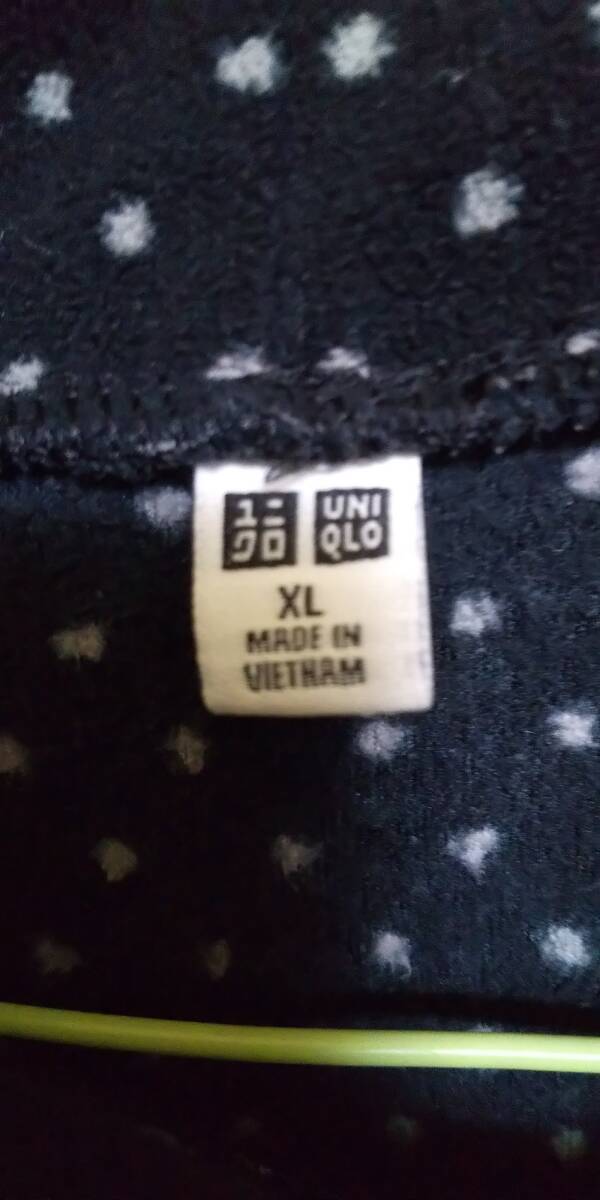 ユニ UNI
クロ QLO
XL
MADE IN
VIETNAM